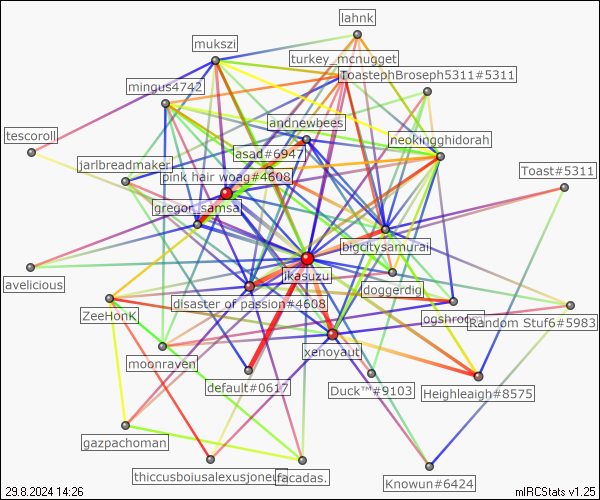 lahnk
mukszi
turkey_mcnugget
ToastephBroseph5311#5311
mingus4742
andnewbees
tescoroll
neokingghidorah
asad#6947
jarlbreadmaker
pink hair woag#4608
Toast#5311
gregor_samsa
bigcitysamurai
jkasuzu
avelicious
doggerdig
disaster of passion#4608
ZeeHonK
ogshroom
Random Stuf6#5983
xenoyautj
moonraven
default#0617
Duck™#9103
Heighleaigh#8575
gazpachoman
thiccusboiusalexusjoneu
facadas.
Knowun#6424
29.8.2024 14:26
mIRCStats v1.25